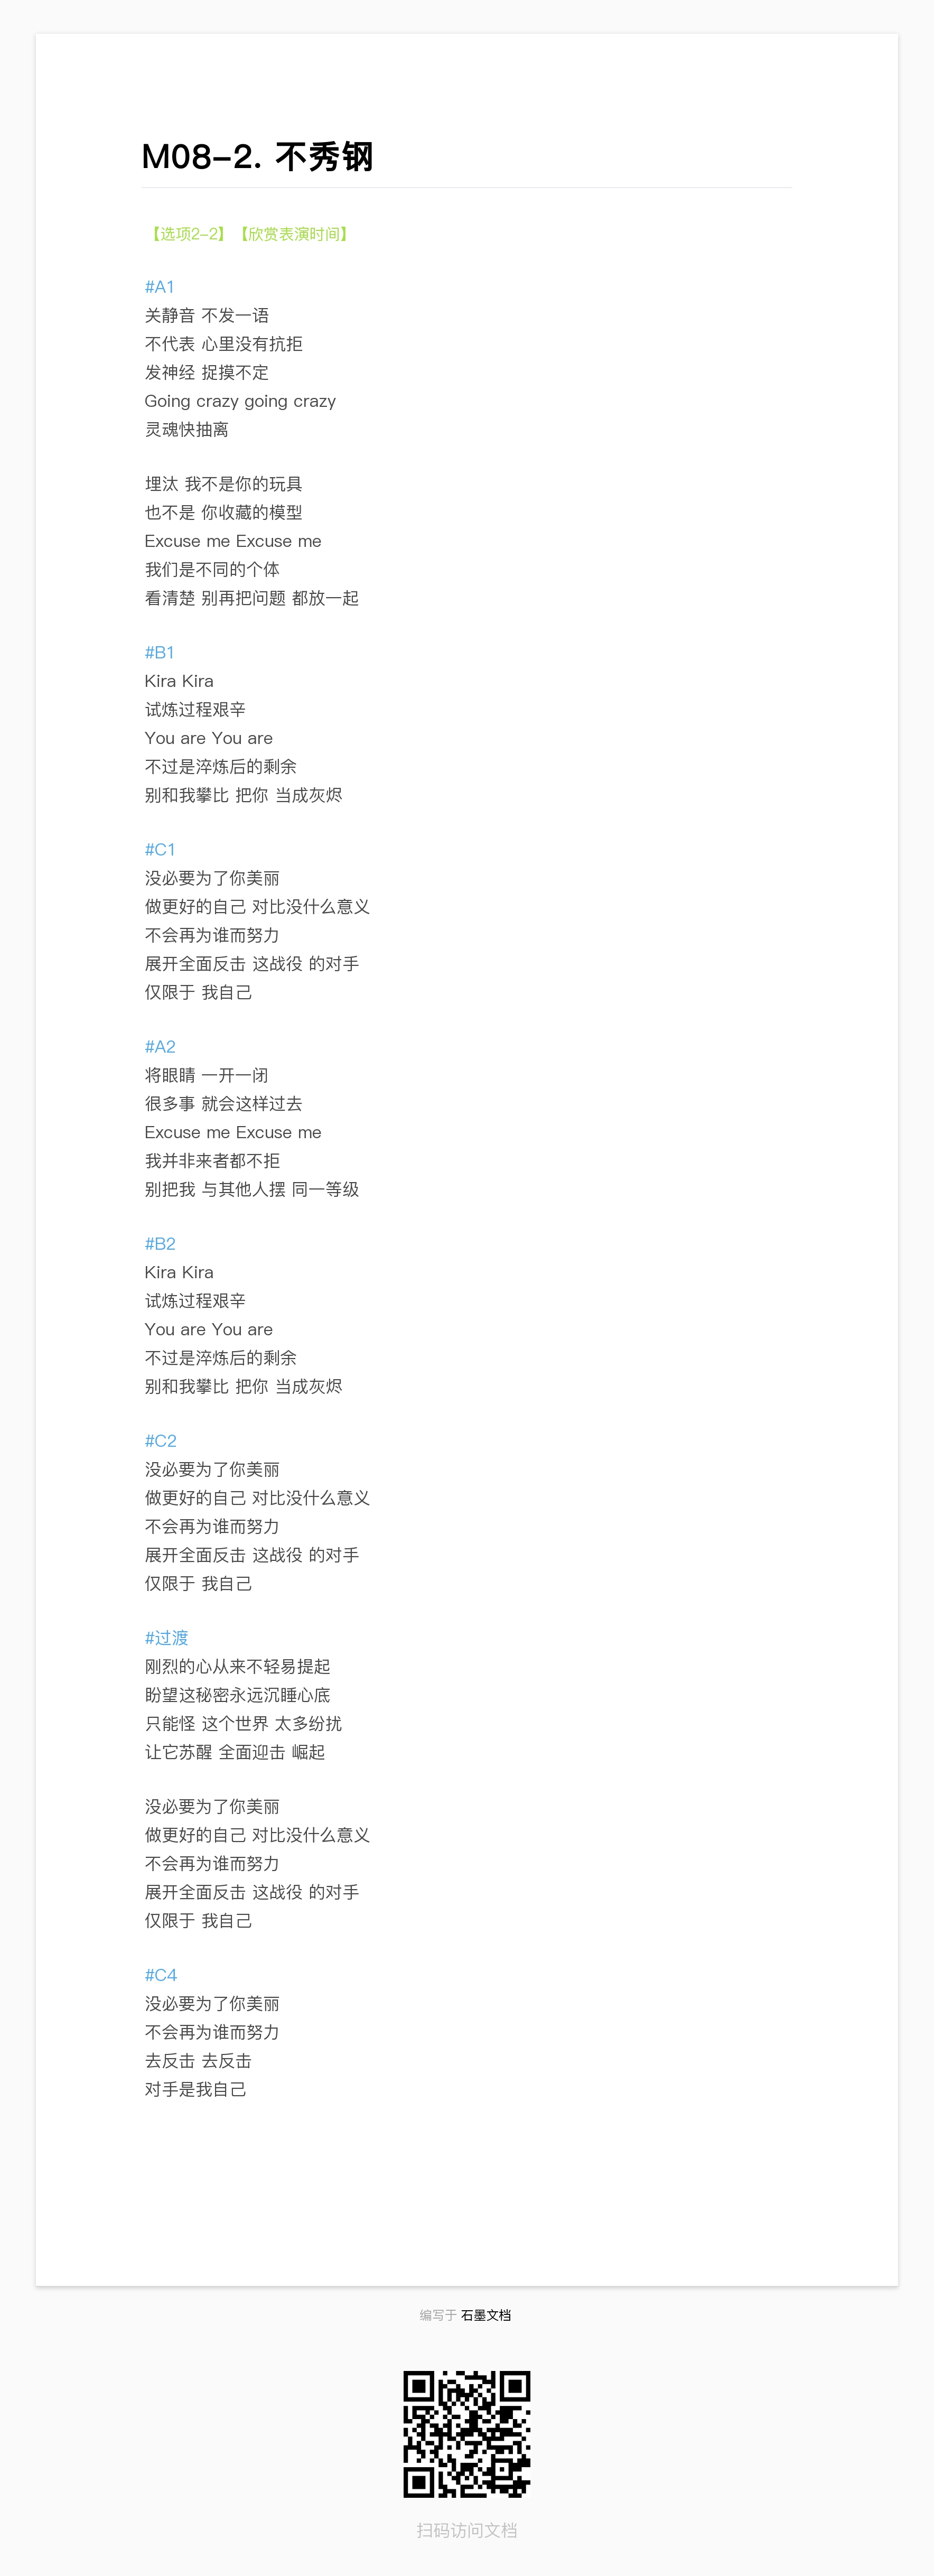 M08-2. 不秀钢
【选项2-2】【欣赏表演时间】
#A1
关静音 不发一语
不代表 心里没有抗拒
发神经 捉摸不定
Going crazy going crazy
灵魂快抽离
埋汰 我不是你的玩具
也不是 你收藏的模型
Excuse me Excuse me
我们是不同的个体
看清楚 别再把问题 都放一起
#B1
Kira Kira
试炼过程艰辛
You are You are
不过是淬炼后的剩余
别和我攀比 把你 当成灰烬
#C1
没必要为了你美丽
做更好的自己 对比没什么意义
不会再为谁而努力
展开全面反击 这战役 的对手
仅限于 我自己
#A2
将眼睛 一开一闭
很多事 就会这样过去
Excuse me Excuse me
我并非来者都不拒
别把我 与其他人摆 同一等级
#B2
Kira Kira
试炼过程艰辛
You are You are
不过是淬炼后的剩余
别和我攀比 把你 当成灰烬
#C2
没必要为了你美丽
做更好的自己 对比没什么意义
不会再为谁而努力
展开全面反击 这战役 的对手
仅限于 我自己
#过渡
刚烈的心从来不轻易提起
盼望这秘密永远沉睡心底
只能怪 这个世界 太多纷扰
让它苏醒 全面迎击 崛起
没必要为了你美丽
做更好的自己 对比没什么意义
不会再为谁而努力
展开全面反击 这战役 的对手
仅限于 我自己
#C4
没必要为了你美丽
不会再为谁而努力
去反击 去反击
对手是我自己
编写于 石墨文档
扫码访问文档